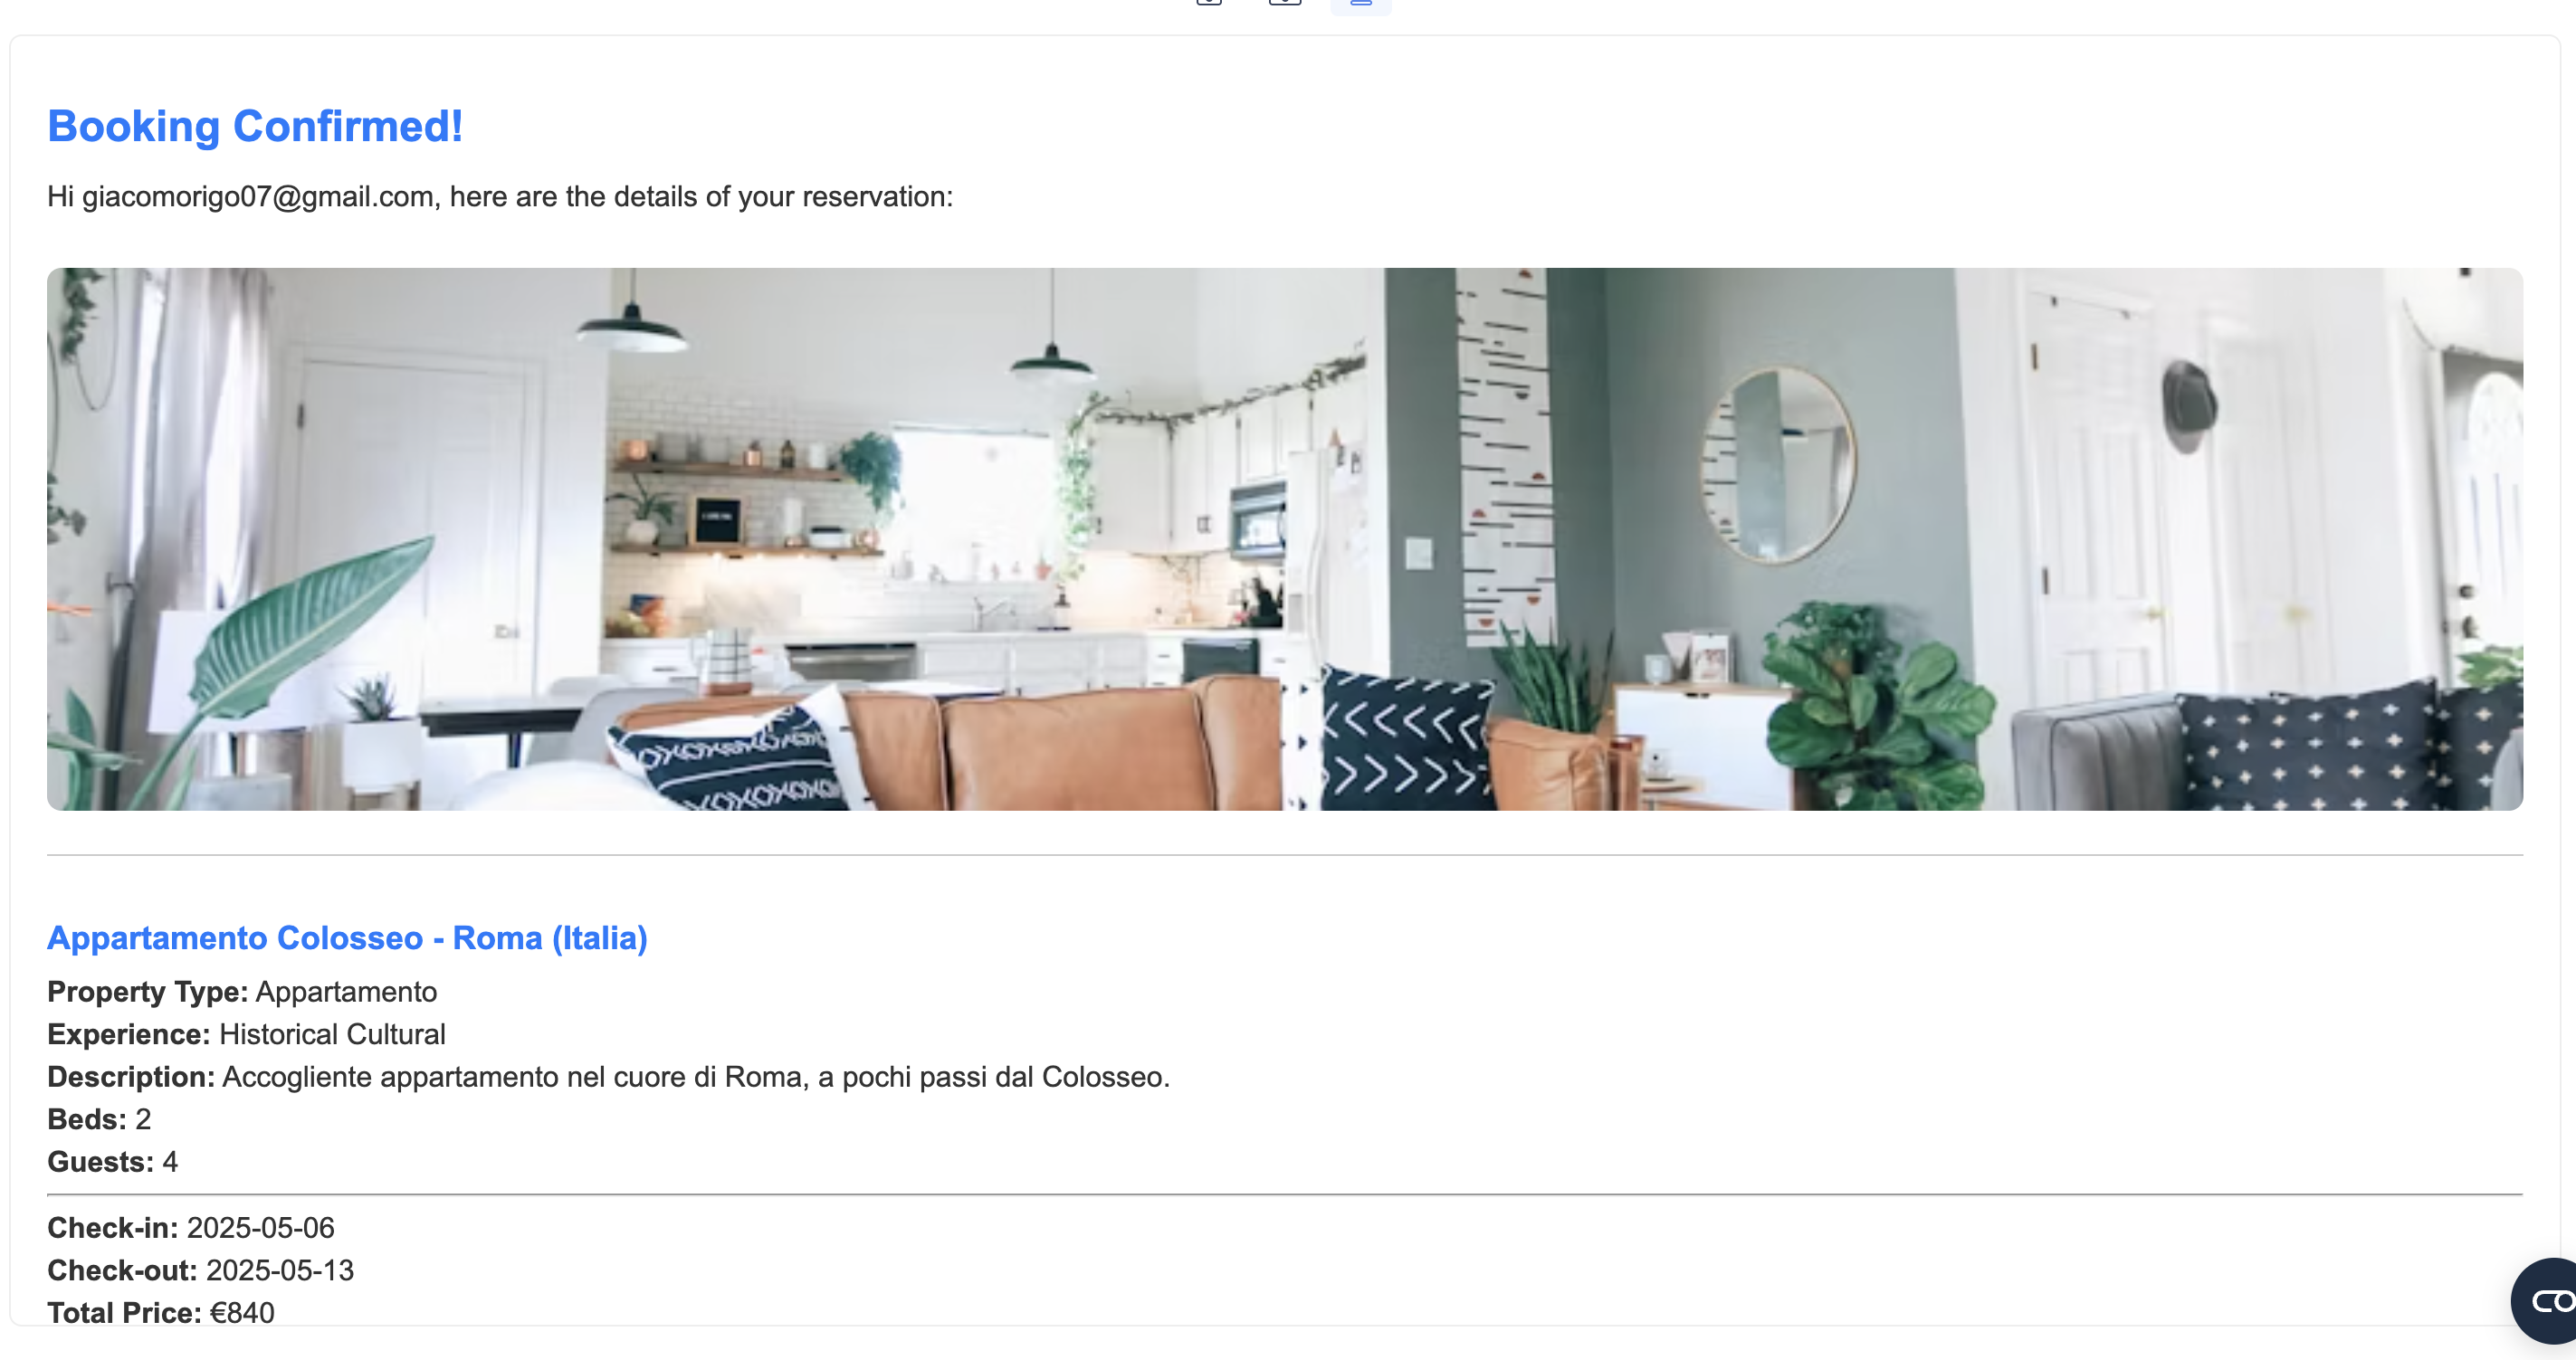 Booking Confirmed!
Hi giacomorigo07@gmail.com, here are the details of your reservation:
Appartamento Colosseo - Roma (Italia)
Property Type: Appartamento
Experience: Historical Cultural
Description: Accogliente appartamento nel cuore di Roma, a pochi passi dal Colosseo.
Beds: 2
Guests: 4
Check-in: 2025-05-06
Check-out: 2025-05-13
Total Price: €840